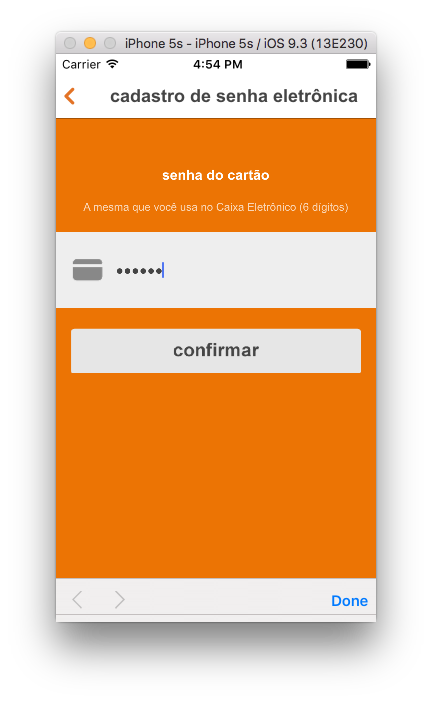 iPhone 5s - iPhone 5s / iOS 9.3 (13E230)
Carrier 4:54 PM
cadastro de senha eletrônica
senha do cartão
A mesma que você usa no Caixa Eletrônico (6 dígitos)
••••••
confirmar
Done